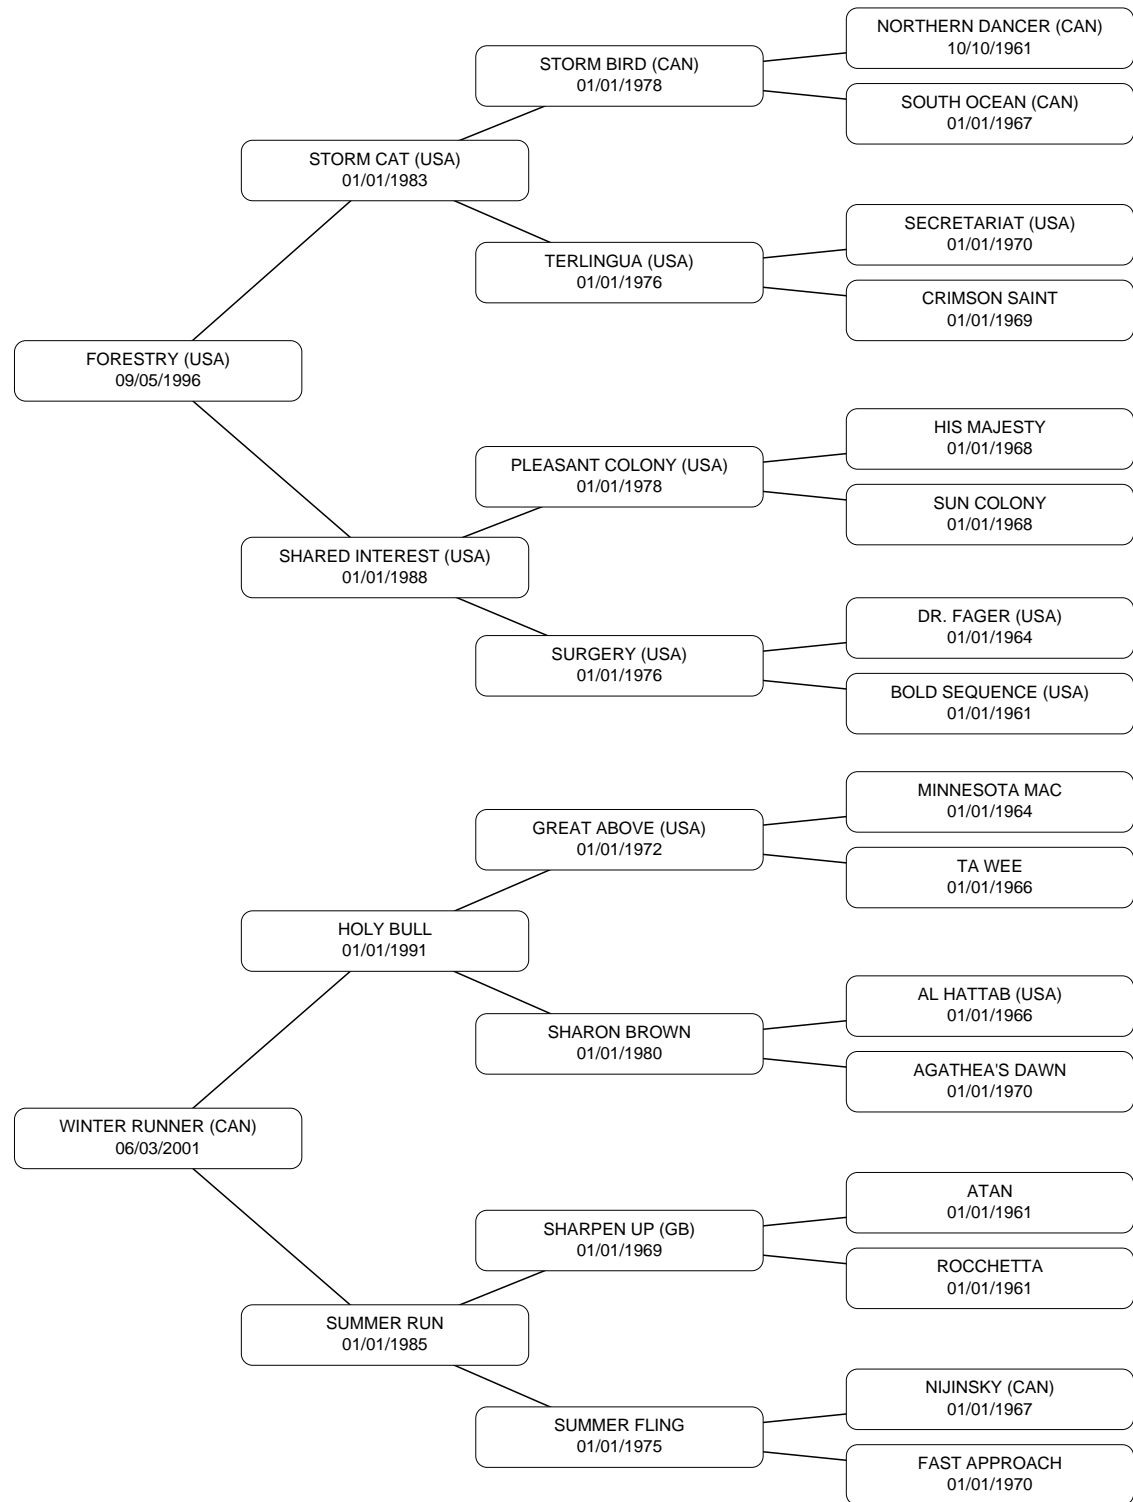 NORTHERN DANCER (CAN)
10/10/1961
STORM BIRD (CAN)
01/01/1978
SOUTH OCEAN (CAN)
01/01/1967
STORM CAT (USA)
01/01/1983
SECRETARIAT (USA)
01/01/1970
TERLINGUA (USA)
01/01/1976
CRIMSON SAINT
01/01/1969
FORESTRY (USA)
09/05/1996
HIS MAJESTY
01/01/1968
PLEASANT COLONY (USA)
01/01/1978
SUN COLONY
01/01/1968
SHARED INTEREST (USA)
01/01/1988
DR. FAGER (USA)
01/01/1964
SURGERY (USA)
01/01/1976
BOLD SEQUENCE (USA)
01/01/1961
MINNESOTA MAC
01/01/1964
GREAT ABOVE (USA)
01/01/1972
TA WEE
01/01/1966
HOLY BULL
01/01/1991
AL HATTAB (USA)
01/01/1966
SHARON BROWN
01/01/1980
AGATHEA'S DAWN
01/01/1970
WINTER RUNNER (CAN)
06/03/2001
ATAN
01/01/1961
SHARPEN UP (GB)
01/01/1969
ROCCHETTA
01/01/1961
SUMMER RUN
01/01/1985
NIJINSKY (CAN)
01/01/1967
SUMMER FLING
01/01/1975
FAST APPROACH
01/01/1970